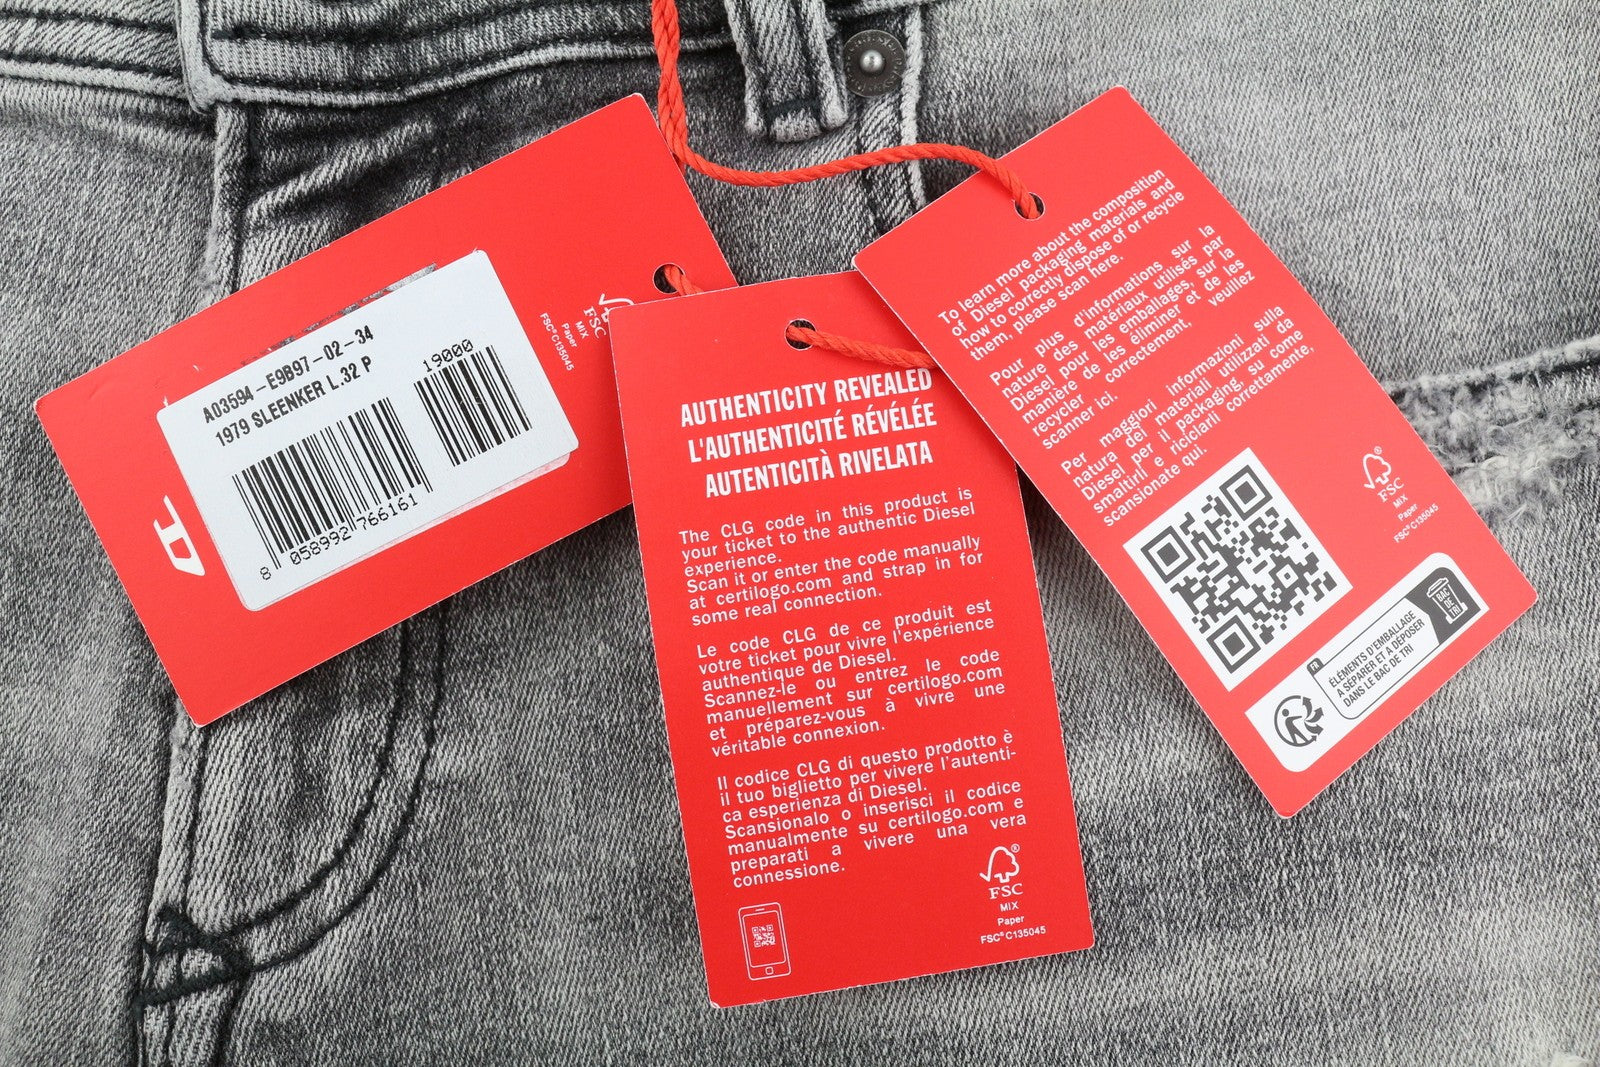 A03594-E9B97-02-34
1979 SLEENKER L.32 P
19000
8 058992 766161
FSC
MIX
Paper
FSC® C135045
AUTHENTICITY REVEALED
L'AUTHENTICITÉ RÉVÉLÉE
AUTENTICITÀ RIVELATA
The CLG code in this product is
your ticket to the authentic Diesel
experience.
Scan it or enter the code manually
at certilogo.com and strap in for
some real connection.
Le code CLG de ce produit est
votre ticket pour vivre l'expérience
authentique de Diesel.
Scannez-le ou entrez le code
manuellement sur certilogo.com
et préparez-vous à vivre une
véritable connexion.
Il codice CLG di questo prodotto è
il tuo biglietto per vivere l'autenti-
ca esperienza di Diesel.
Scansionalo o inserisci il codice
manualmente su certilogo.com e
preparati a vivere una vera
connessione.
FSC®
MIX
Paper
FSC® C135045
To learn more about the composition
of Diesel packaging materials and
how to correctly dispose of or recycle
them, please scan here.
Pour plus d'informations sur la
nature des matériaux utilisés par
Diesel pour les emballages, sur la
manière de les éliminer et de les
recycler correctement, veuillez
scanner ici.
Per maggiori informazioni sulla
natura dei materiali utilizzati da
Diesel per il packaging, su come
smaltirli e riciclarli correttamente,
scansionate qui.
FSC®
MIX
Paper
FSC® C135045
FR
ÉLÉMENTS D'EMBALLAGE
À SÉPARER ET À DÉPOSER
DANS LE BAC DE TRI
BAC
DE
TRI